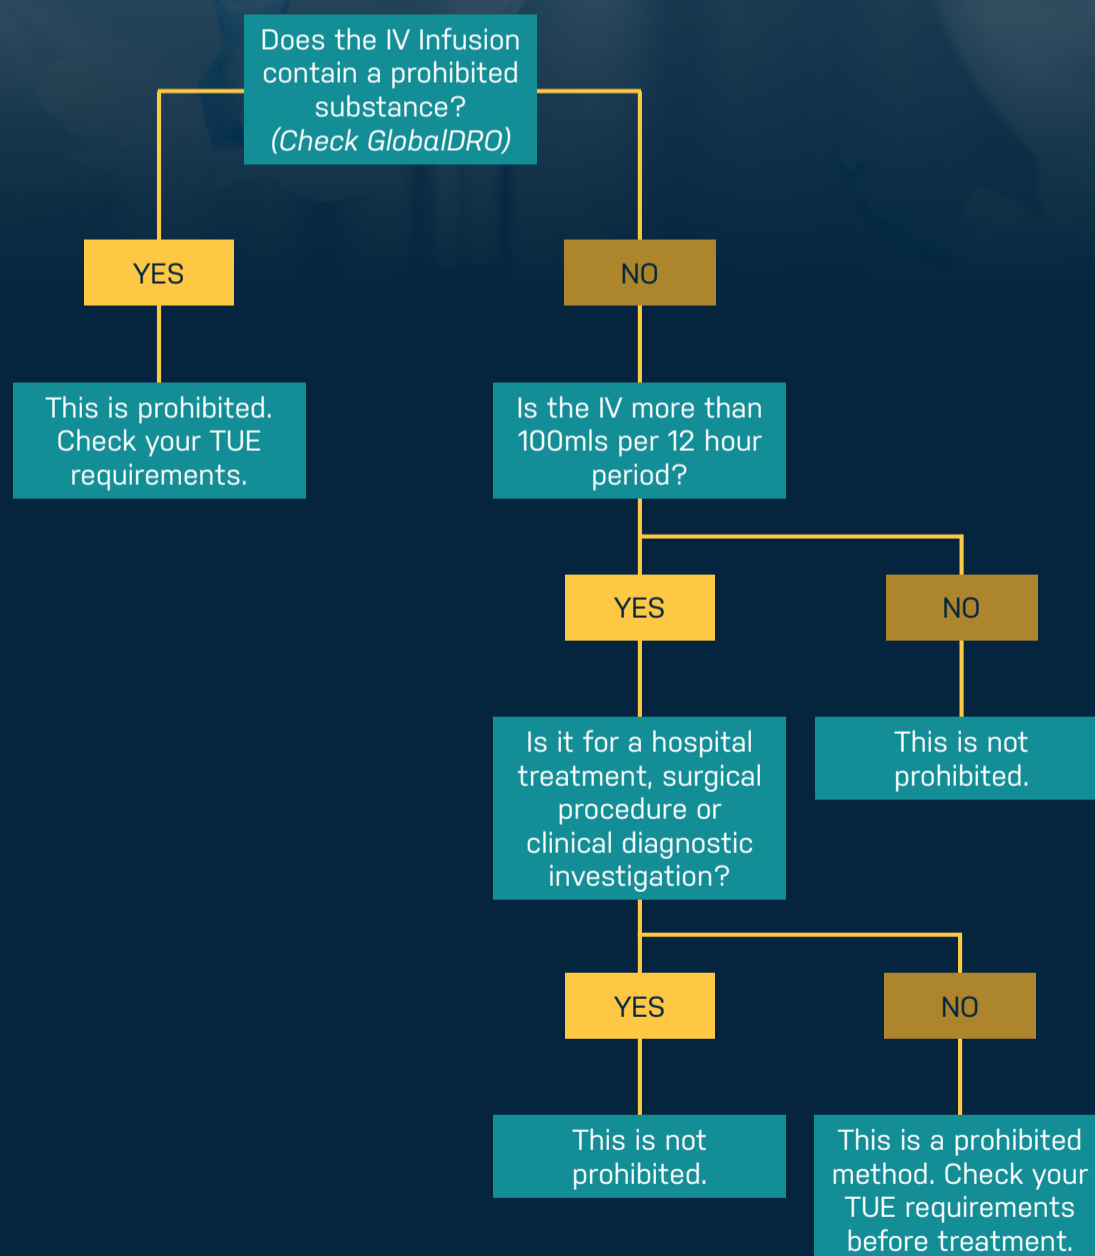 Does the IV Infusion
contain a prohibited
substance?
(Check GlobalDRO)
YES
NO
This is prohibited.
Check your TUE
requirements.
Is the IV more than
100mls per 12 hour
period?
YES
NO
Is it for a hospital
treatment, surgical
procedure or
clinical diagnostic
investigation?
This is not
prohibited.
YES
NO
This is not
prohibited.
This is a prohibited
method. Check your
TUE requirements
before treatment.